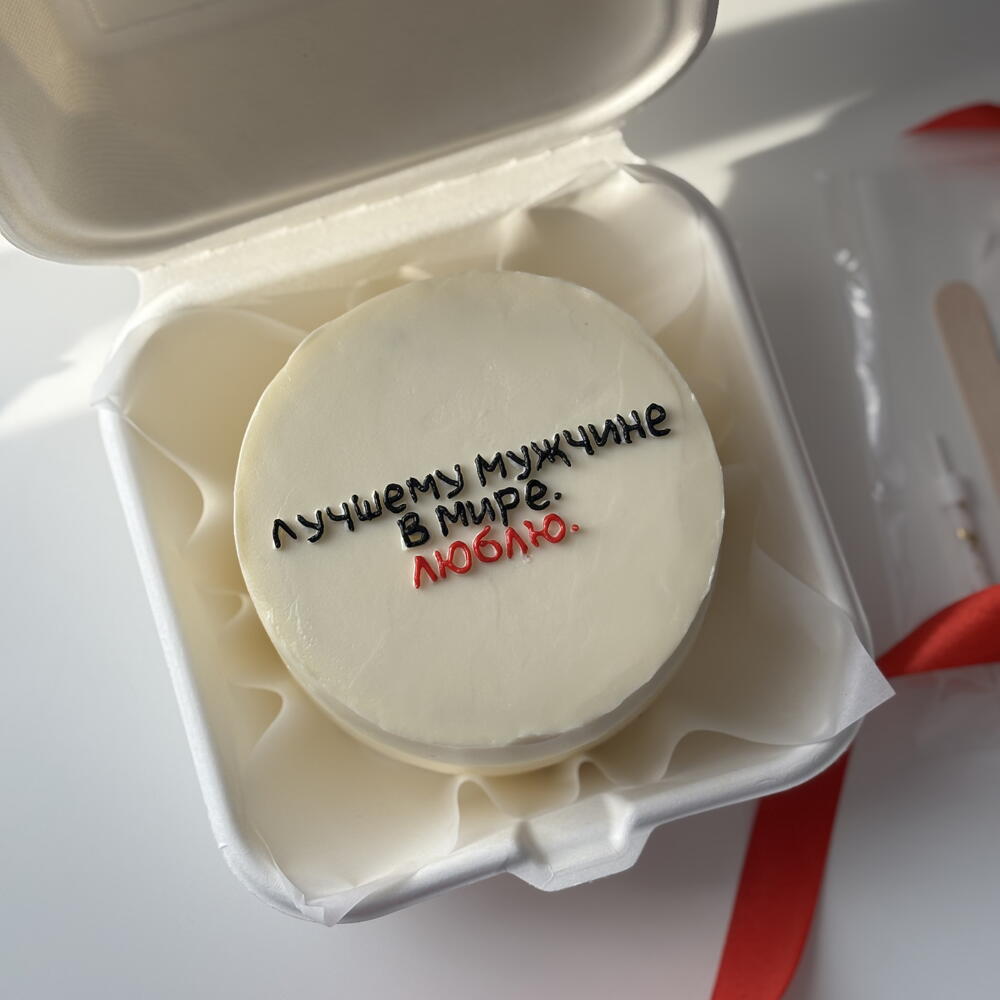 лучшему мужчине
в мире.
люблю.